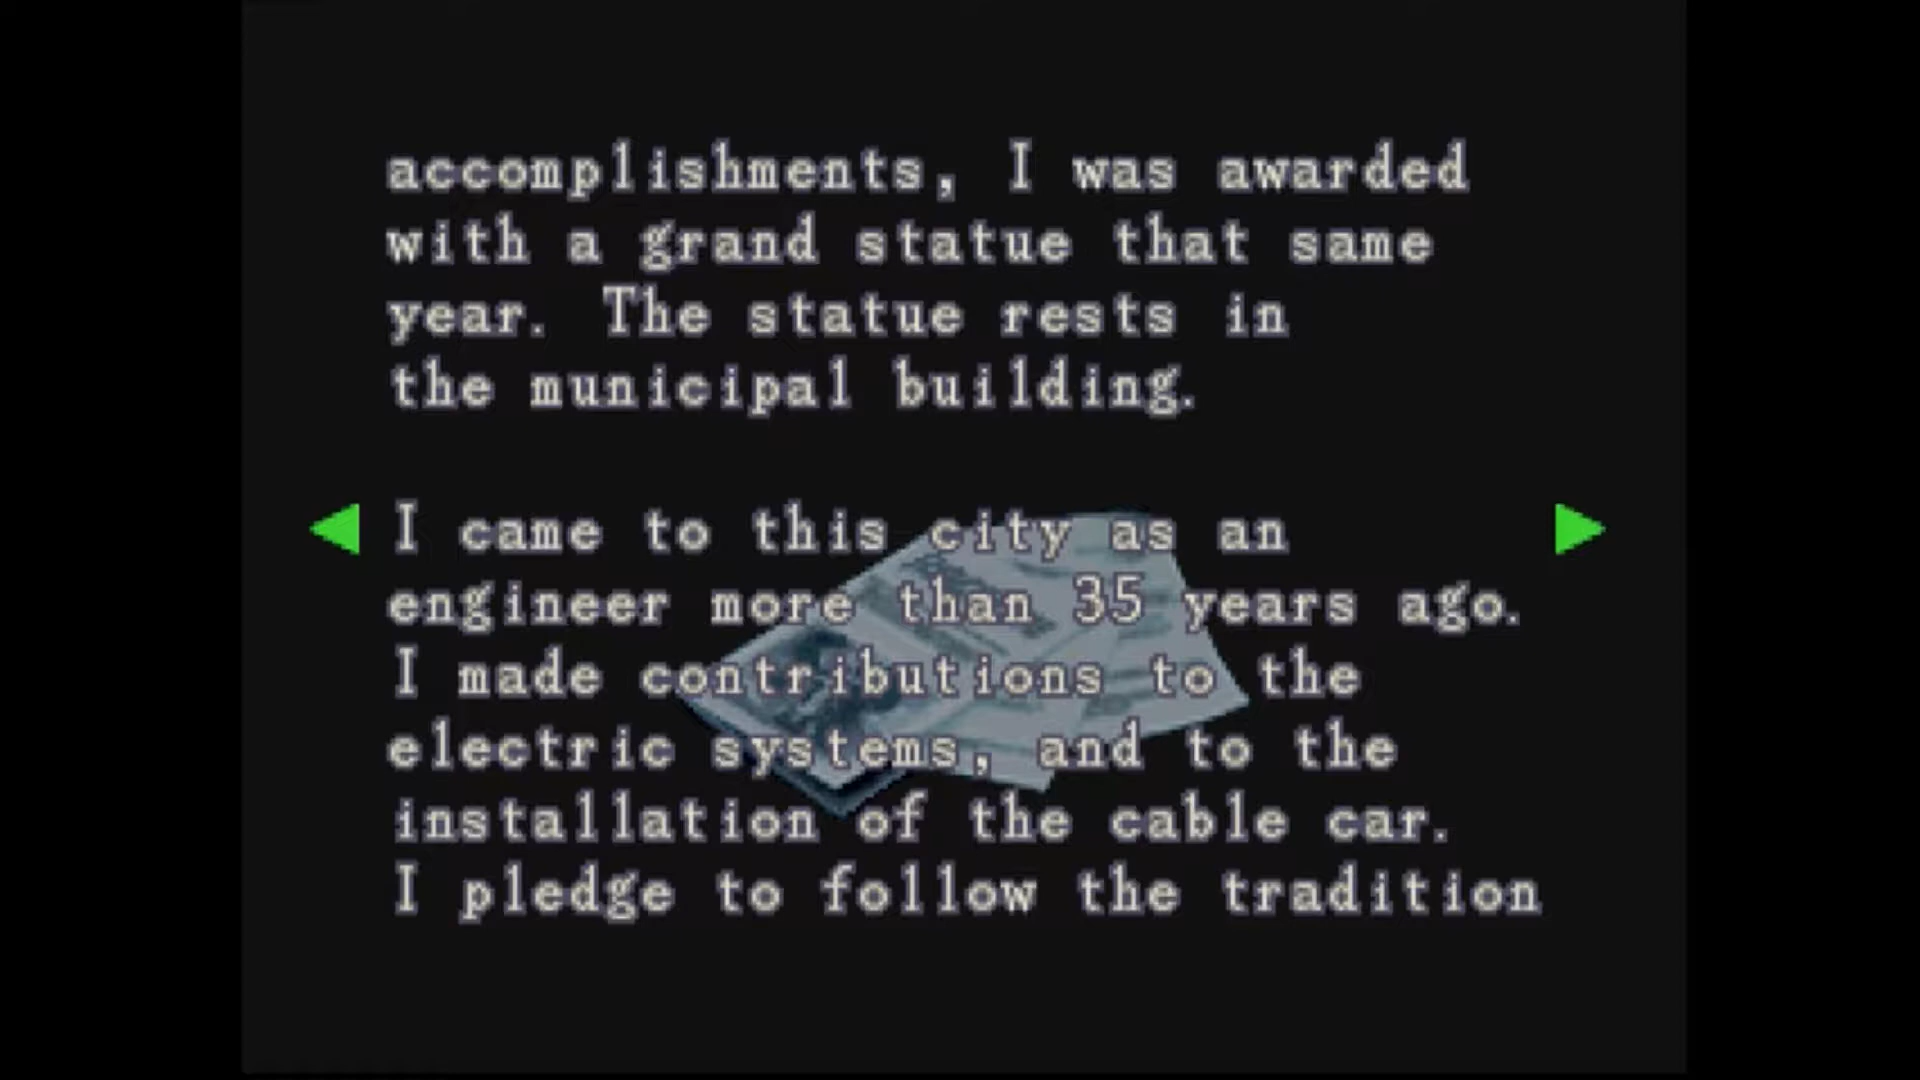 accomplishments, I was awarded
with a grand statue that same
year. The statue rests in
the municipal building.
I came to this city as an
engineer more than 35 years ago.
I made contributions to the
electric systems, and to the
installation of the cable car.
I pledge to follow the tradition